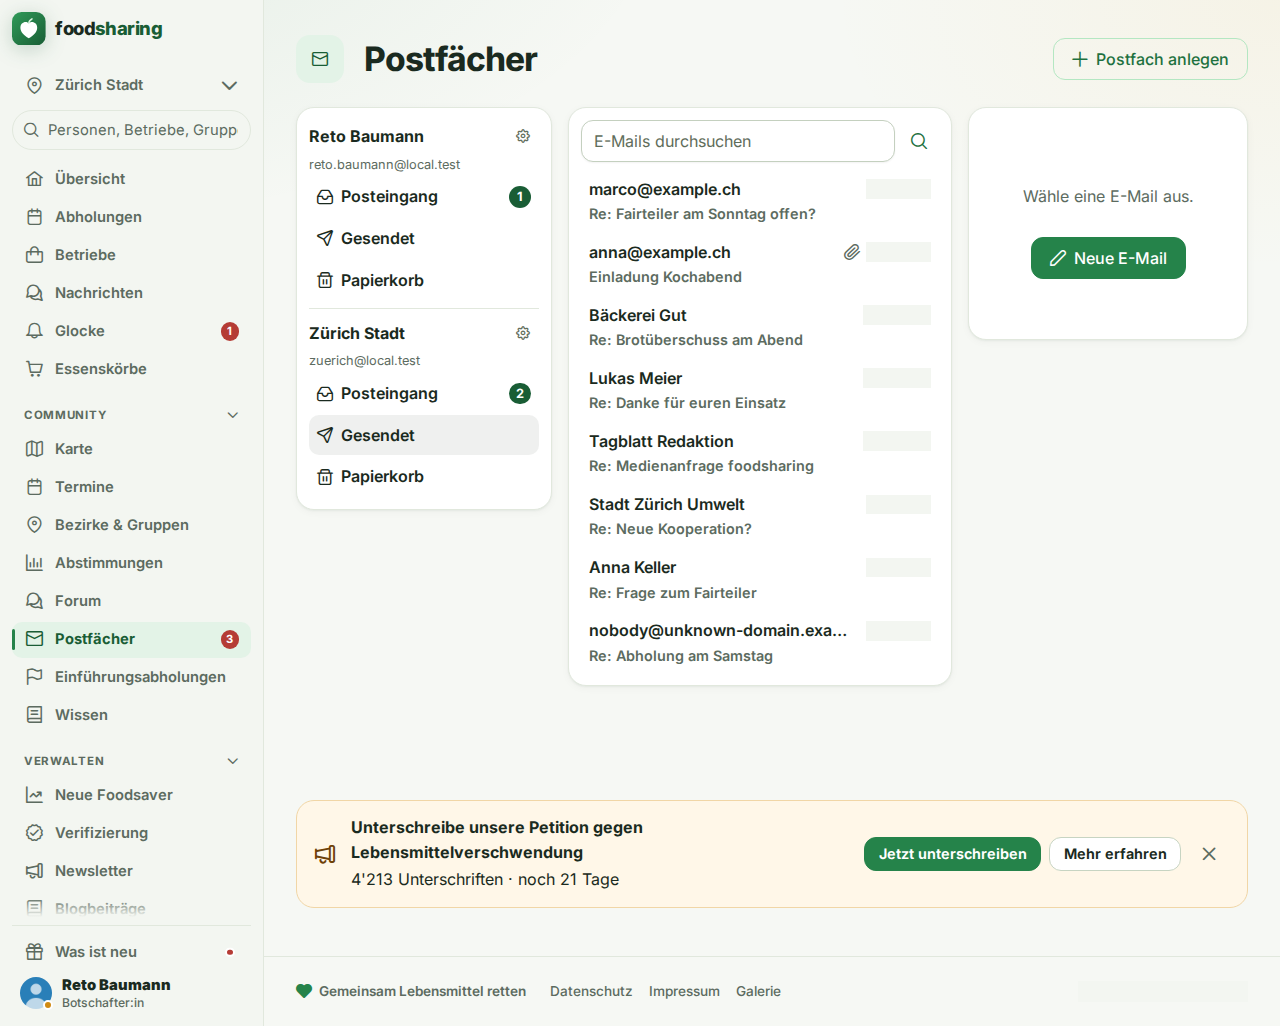 foodsharing
Zürich Stadt
Personen, Betriebe, Grupp
Übersicht
Abholungen
Betriebe
Nachrichten
Glocke 1
Essenskörbe
COMMUNITY
Karte
Termine
Bezirke & Gruppen
Abstimmungen
Forum
Postfächer 3
Einführungsabholungen
Wissen
VERWALTEN
Neue Foodsaver
Verifizierung
Newsletter
Blogbeiträge
Was ist neu
Reto Baumann
Botschafter:in
Postfächer
Postfach anlegen
Reto Baumann
reto.baumann@local.test
Posteingang 1
Gesendet
Papierkorb
Zürich Stadt
zuerich@local.test
Posteingang 2
Gesendet
Papierkorb
E-Mails durchsuchen
marco@example.ch
Re: Fairteiler am Sonntag offen?
anna@example.ch
Einladung Kochabend
Bäckerei Gut
Re: Brotüberschuss am Abend
Lukas Meier
Re: Danke für euren Einsatz
Tagblatt Redaktion
Re: Medienanfrage foodsharing
Stadt Zürich Umwelt
Re: Neue Kooperation?
Anna Keller
Re: Frage zum Fairteiler
nobody@unknown-domain.exa...
Re: Abholung am Samstag
Wähle eine E-Mail aus.
Neue E-Mail
Unterschreibe unsere Petition gegen
Lebensmittelverschwendung
4'213 Unterschriften · noch 21 Tage
Jetzt unterschreiben
Mehr erfahren
Gemeinsam Lebensmittel retten
Datenschutz
Impressum
Galerie